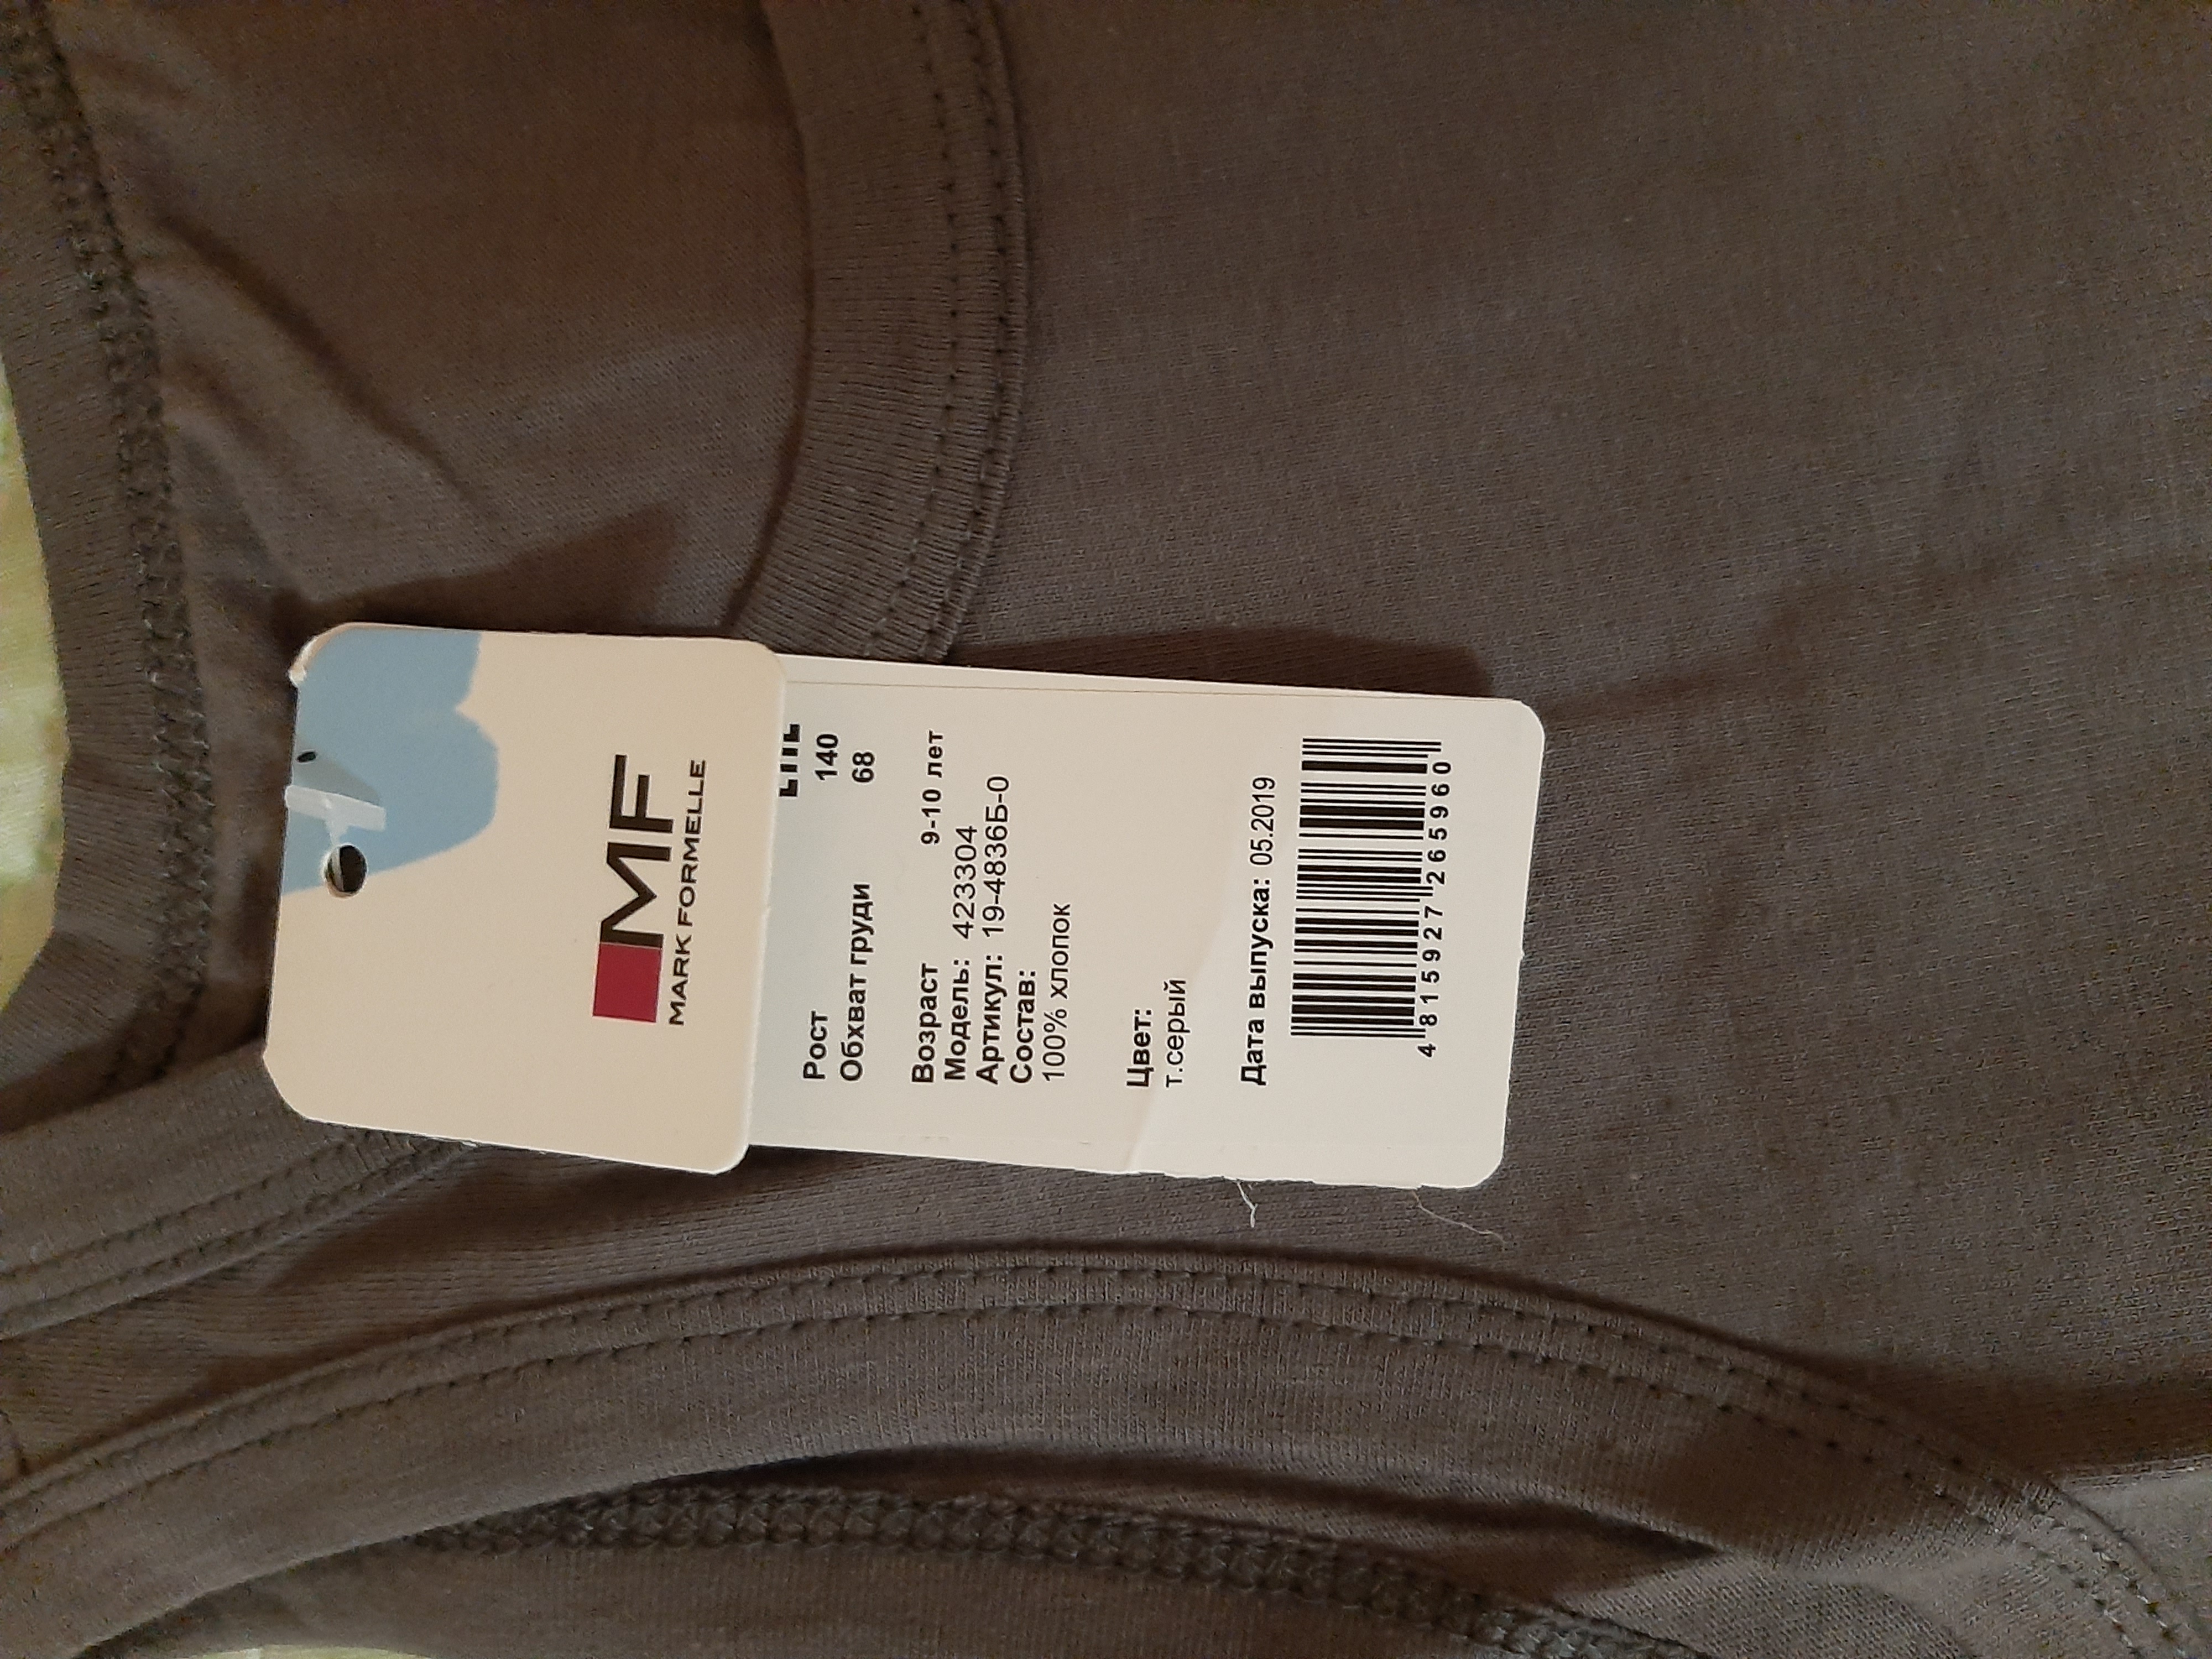 MF
MARK FORMELLE
Рост 140
Обхват груди 68
Возраст 9-10 лет
Модель: 423304
Артикул: 19-4836Б-0
Состав:
100% хлопок
Цвет:
т.серый
Дата выпуска: 05.2019
4 815927 265960